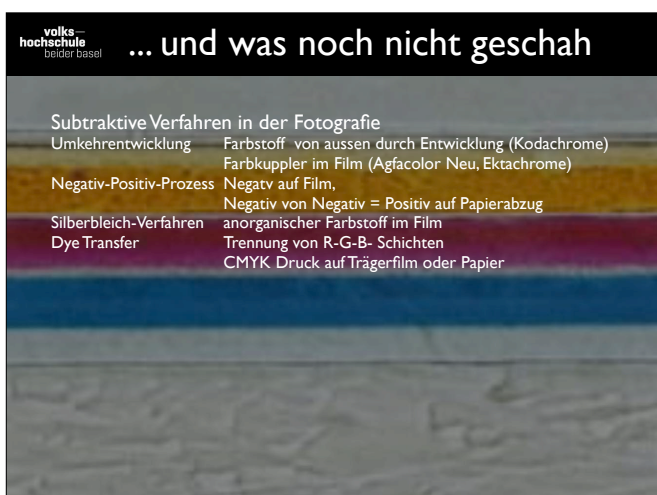 volks–
hochschule
beider basel
... und was noch nicht geschah
Subtraktive Verfahren in der Fotografie
Umkehrentwicklung Farbstoff von aussen durch Entwicklung (Kodachrome)
Farbkuppler im Film (Agfacolor Neu, Ektachrome)
Negativ-Positiv-Prozess Negatv auf Film,
Negativ von Negativ = Positiv auf Papierabzug
Silberbleich-Verfahren anorganischer Farbstoff im Film
Dye Transfer Trennung von R-G-B- Schichten
CMYK Druck auf Trägerfilm oder Papier